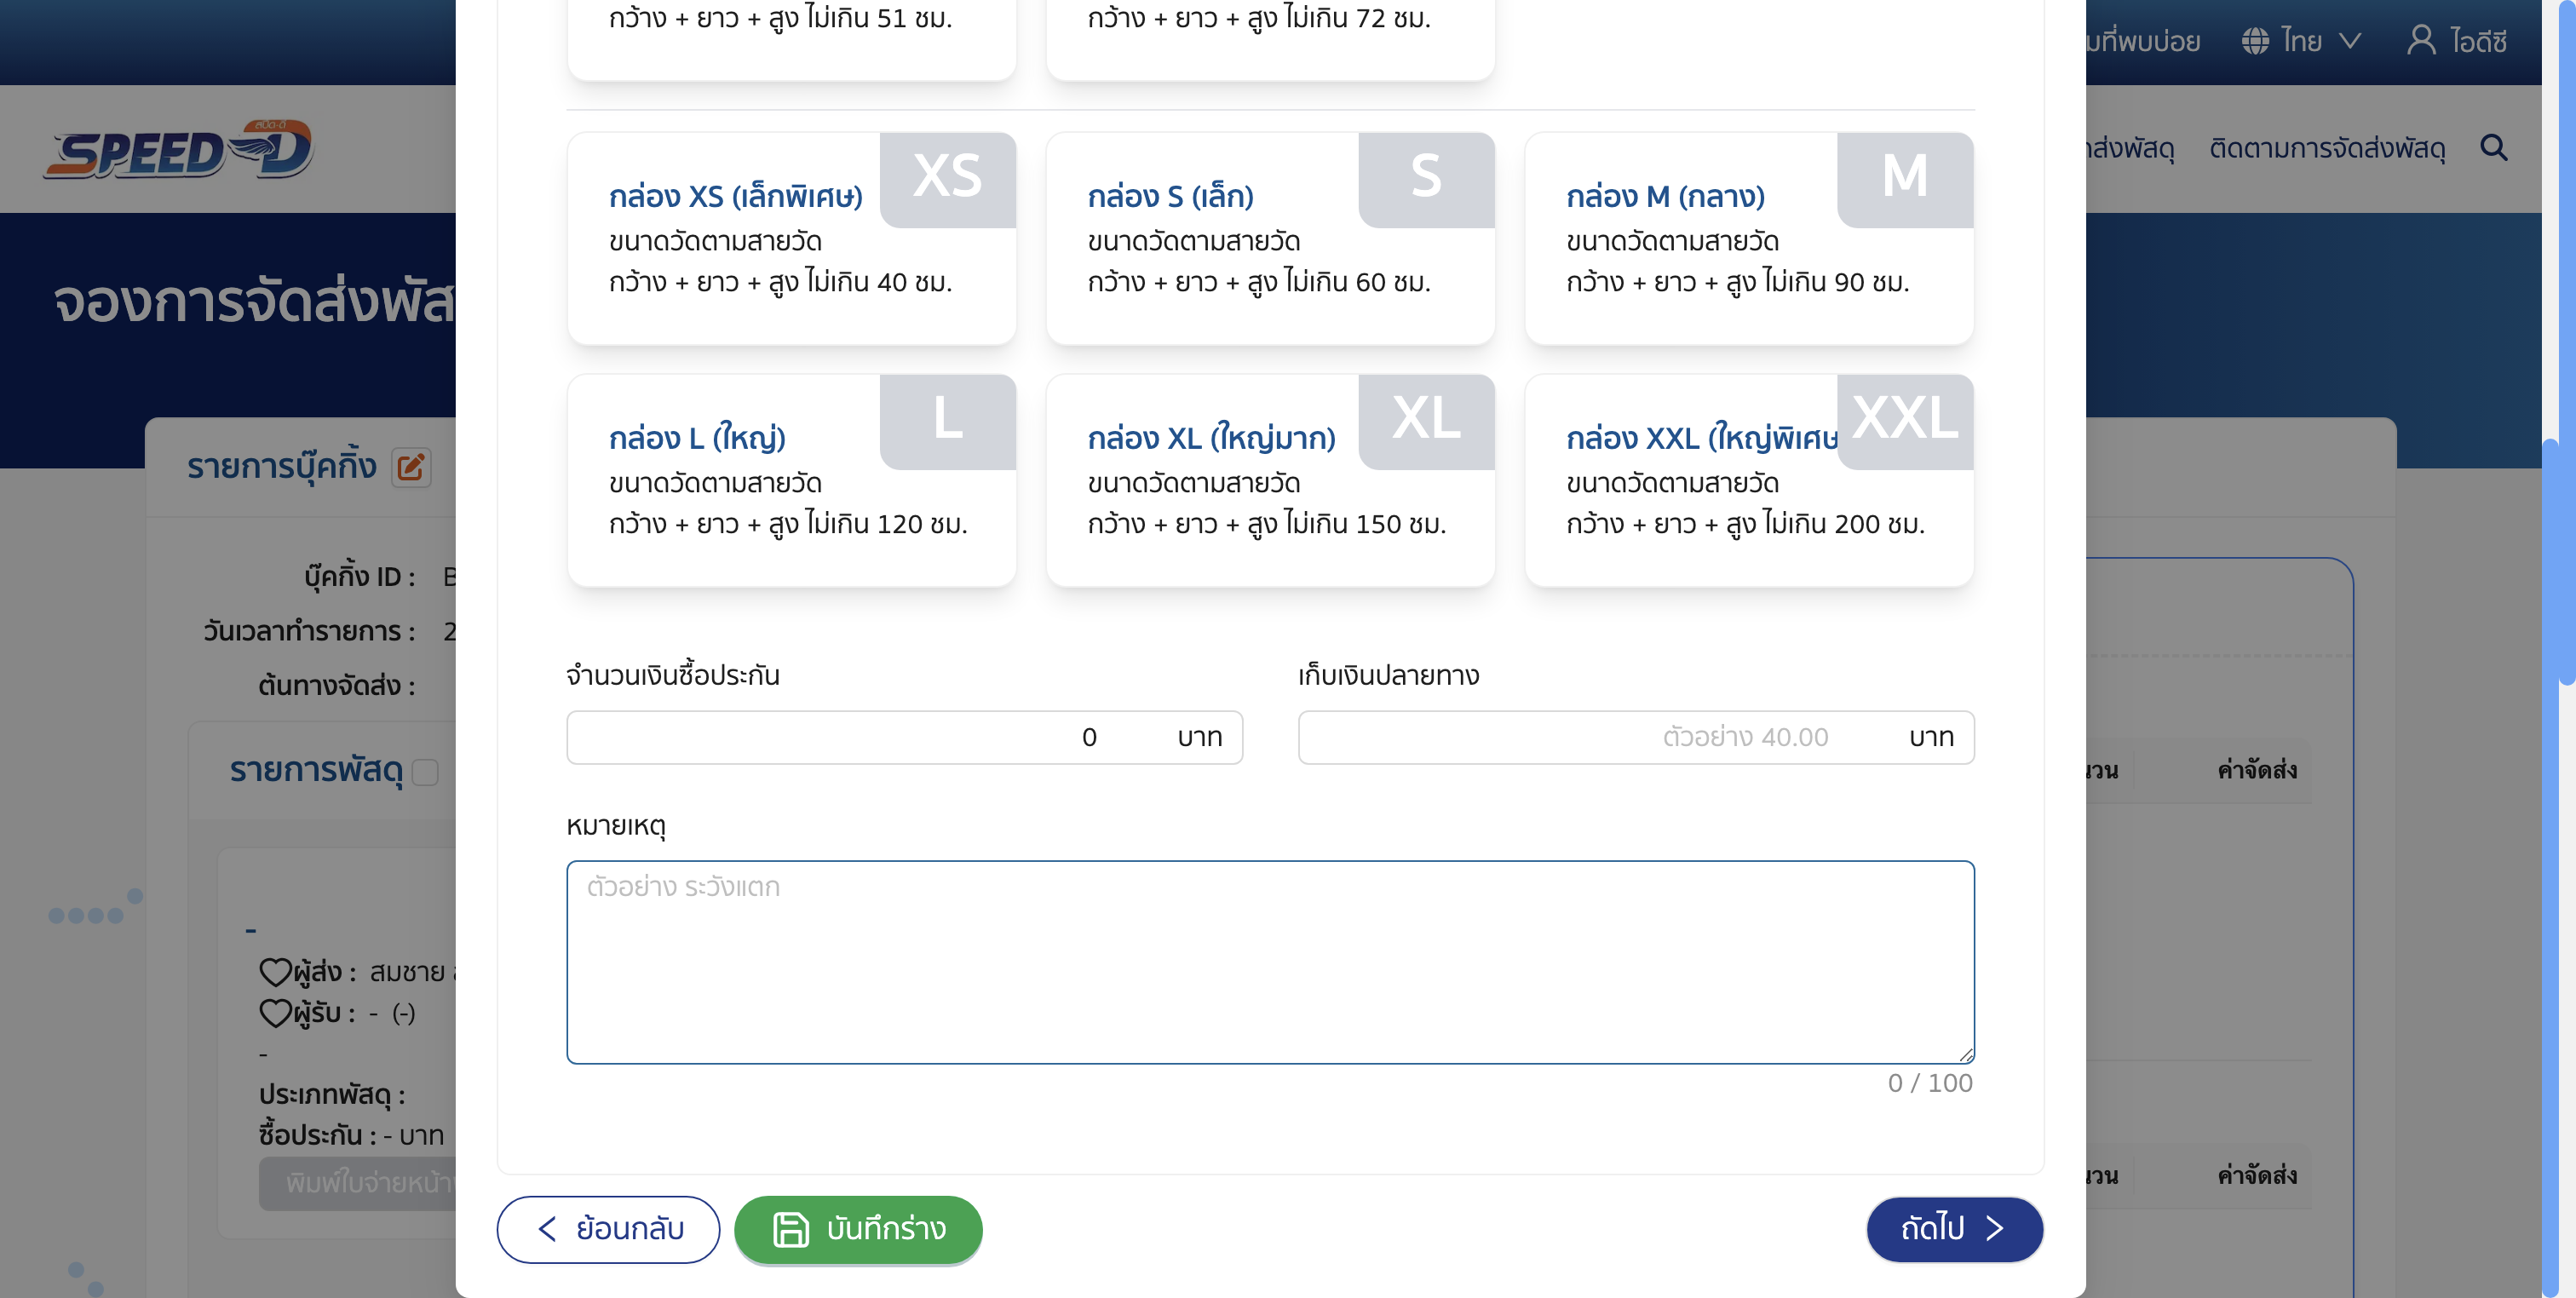 กว้าง + ยาว + สูง ไม่เกิน 51 ซม.
กว้าง + ยาว + สูง ไม่เกิน 72 ซม.
ไทย
ไอดีซี
SPEED-D
สปีด-ดี
ติดตามการจัดส่งพัสดุ
XS
กล่อง XS (เล็กพิเศษ)
ขนาดวัดตามสายวัด
กว้าง + ยาว + สูง ไม่เกิน 40 ซม.
S
กล่อง S (เล็ก)
ขนาดวัดตามสายวัด
กว้าง + ยาว + สูง ไม่เกิน 60 ซม.
M
กล่อง M (กลาง)
ขนาดวัดตามสายวัด
กว้าง + ยาว + สูง ไม่เกิน 90 ซม.
จองการจัดส่งพัส
L
กล่อง L (ใหญ่)
ขนาดวัดตามสายวัด
กว้าง + ยาว + สูง ไม่เกิน 120 ซม.
XL
กล่อง XL (ใหญ่มาก)
ขนาดวัดตามสายวัด
กว้าง + ยาว + สูง ไม่เกิน 150 ซม.
XXL
กล่อง XXL (ใหญ่พิเศษ
ขนาดวัดตามสายวัด
กว้าง + ยาว + สูง ไม่เกิน 200 ซม.
รายการบุ๊คกิ้ง
บุ๊คกิ้ง ID :
วันเวลาทำรายการ : 2
ต้นทางจัดส่ง :
จำนวนเงินซื้อประกัน
0 บาท
เก็บเงินปลายทาง
ตัวอย่าง 40.00 บาท
รายการพัสดุ
ค่าจัดส่ง
หมายเหตุ
ตัวอย่าง ระวังแตก
0 / 100
-
ผู้ส่ง : สมชาย
ผู้รับ : - (-)
-
ประเภทพัสดุ :
ซื้อประกัน : - บาท
พิมพ์ใบจ่ายหน้า
ค่าจัดส่ง
ย้อนกลับ
บันทึกร่าง
ถัดไป